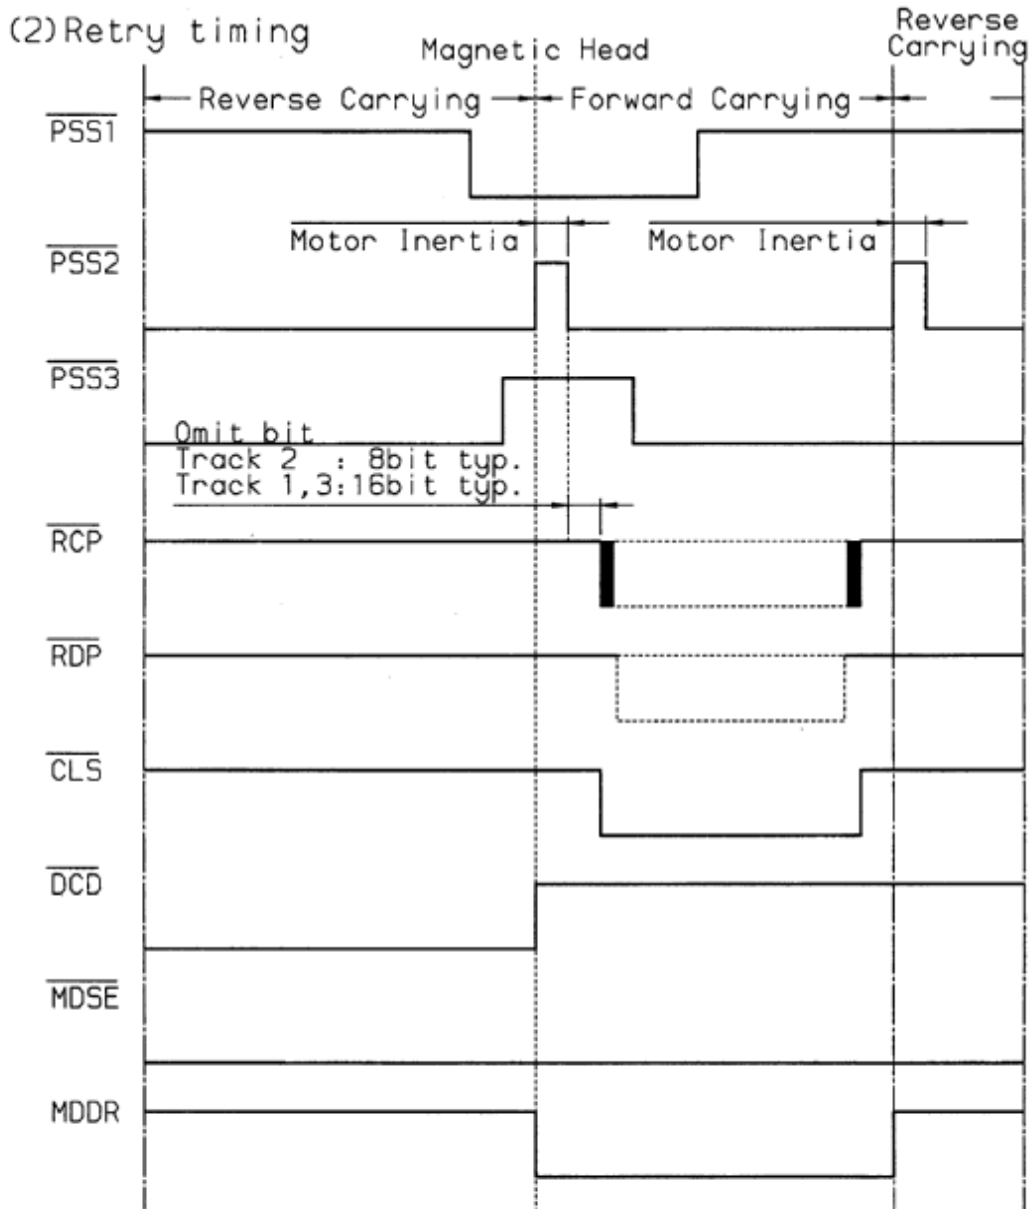 (2)Retry timing
Magnetic Head
Reverse
Carrying
Reverse Carrying
Forward Carrying
PSS1
Motor Inertia
Motor Inertia
PSS2
PSS3
Omit bit
Track 2 : 8bit typ.
Track 1,3:16bit typ.
RCP
RDP
CLS
DCD
MDSE
MDDR